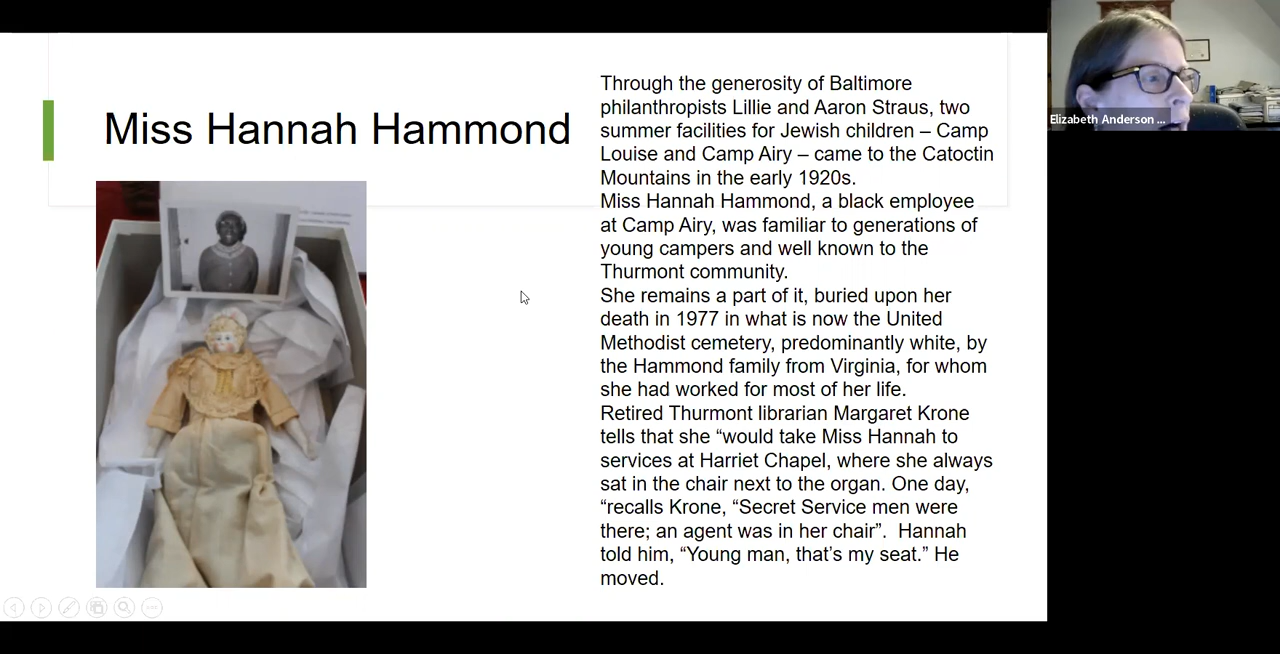 Miss Hannah Hammond
Through the generosity of Baltimore
philanthropists Lillie and Aaron Straus, two
summer facilities for Jewish children – Camp
Louise and Camp Airy – came to the Catoctin
Mountains in the early 1920s.
Miss Hannah Hammond, a black employee
at Camp Airy, was familiar to generations of
young campers and well known to the
Thurmont community.
She remains a part of it, buried upon her
death in 1977 in what is now the United
Methodist cemetery, predominantly white, by
the Hammond family from Virginia, for whom
she had worked for most of her life.
Retired Thurmont librarian Margaret Krone
tells that she “would take Miss Hannah to
services at Harriet Chapel, where she always
sat in the chair next to the organ. One day,
“recalls Krone, “Secret Service men were
there; an agent was in her chair”.  Hannah
told him, “Young man, that’s my seat.” He
moved.
Elizabeth Anderson ...